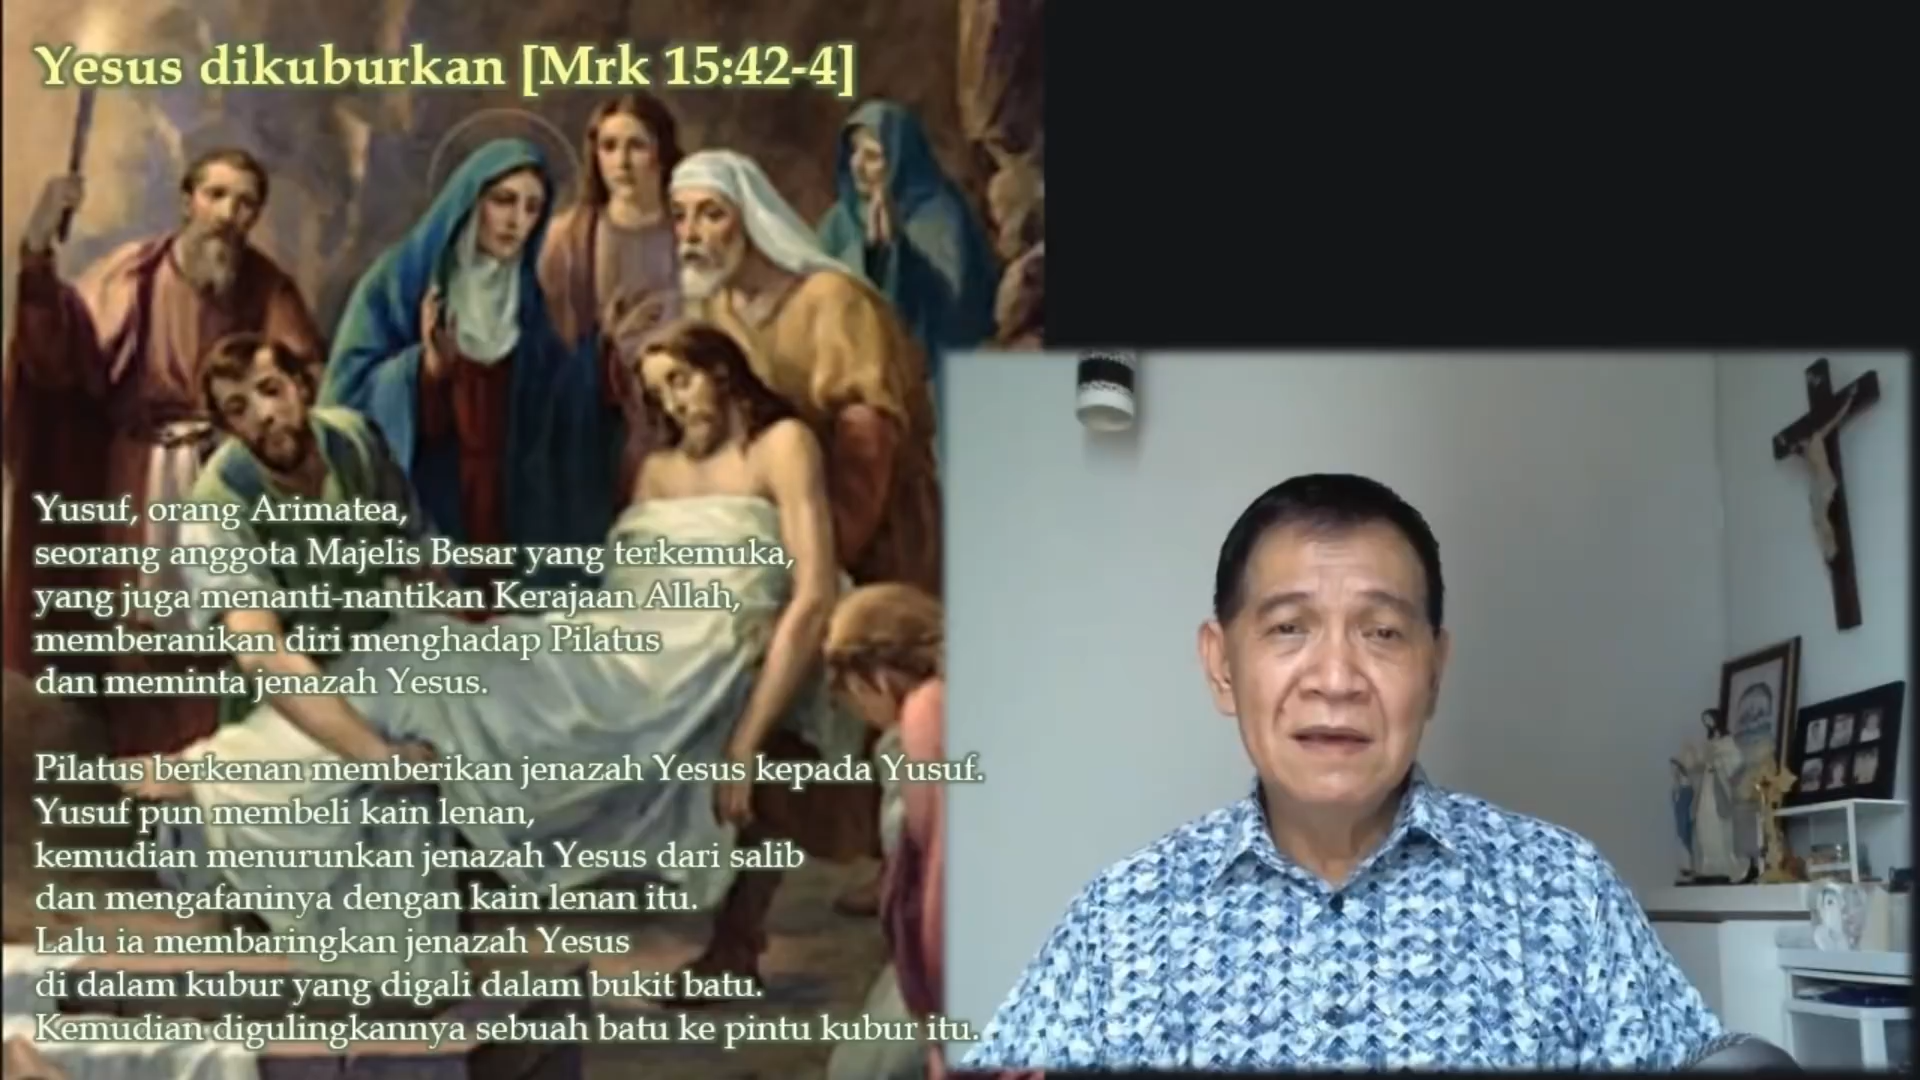 Yesus dikuburkan [Mrk 15:42-4]
Yusuf, orang Arimatea,
seorang anggota Majelis Besar yang terkemuka,
yang juga menanti-nantikan Kerajaan Allah,
memberanikan diri menghadap Pilatus
dan meminta jenazah Yesus.
Pilatus berkenan memberikan jenazah Yesus kepada Yusuf.
Yusuf pun membeli kain lenan,
kemudian menurunkan jenazah Yesus dari salib
dan mengafaninya dengan kain lenan itu.
Lalu ia membaringkan jenazah Yesus
di dalam kubur yang digali dalam bukit batu.
Kemudian digulingkannya sebuah batu ke pintu kubur itu.